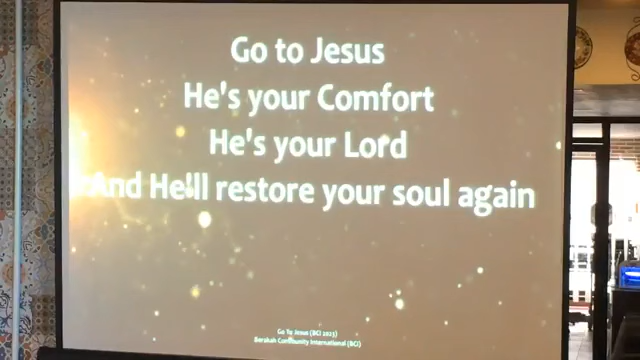 Go to Jesus
He's your Comfort
He's your Lord
And He'll restore your soul again
Go To Jesus (BCI 2023)
Berakah Community International (BCI)